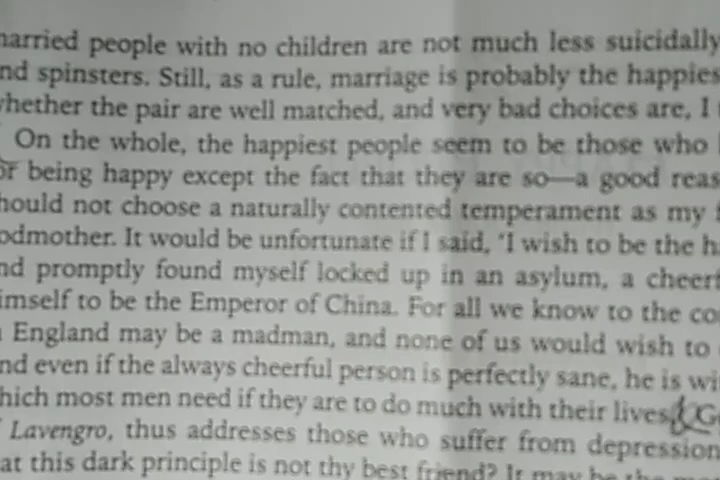 married people with no children are not much less suicidally
nd spinsters. Still, as a rule, marriage is probably the happies
whether the pair are well matched, and very bad choices are, I
On the whole, the happiest people seem to be those who
or being happy except the fact that they are so—a good reas
hould not choose a naturally contented temperament as my
odmother. It would be unfortunate if I said, 'I wish to be the h
nd promptly found myself locked up in an asylum, a cheerf
imself to be the Emperor of China. For all we know to the co
England may be a madman, and none of us would wish to
nd even if the always cheerful person is perfectly sane, he is wi
hich most men need if they are to do much with their lives. G
Lavengro, thus addresses those who suffer from depression
at this dark principle is not thy best friend? It may be the